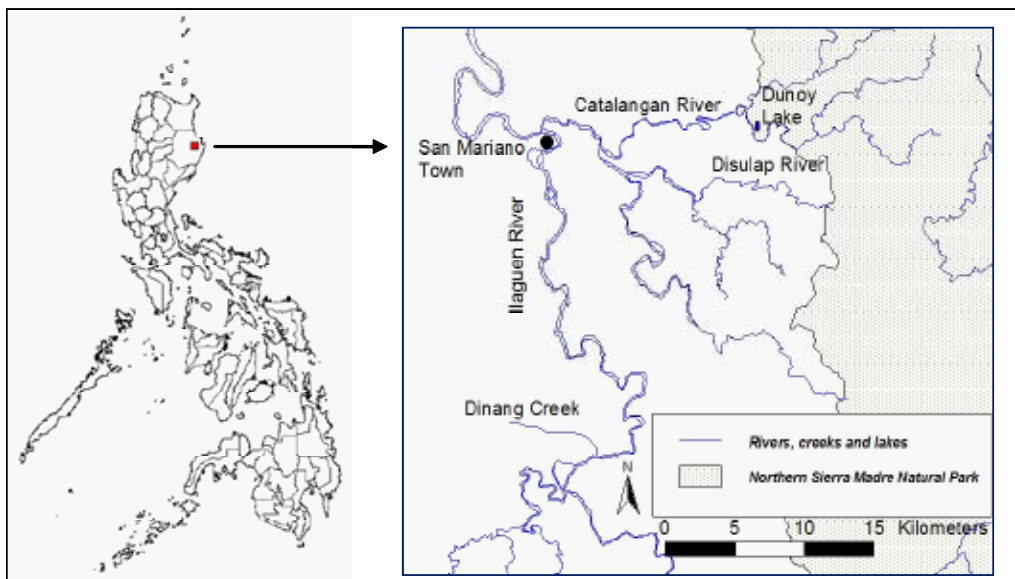 Catalangan River
Dunoy
Lake
San Mariano
Town
Disulap River
Ilaguen River
Dinang Creek
Rivers, creeks and lakes
N
Northern Sierra Madre Natural Park
0 5 10 15 Kilometers